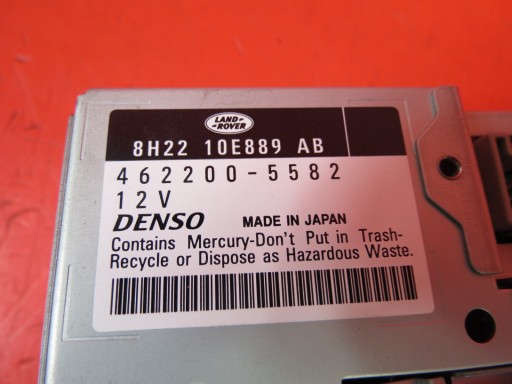 LAND-
ROVER
8H22 10E889 AB
462200-5582
12V
DENSO MADE IN JAPAN
Contains Mercury-Don't Put in Trash-
Recycle or Dispose as Hazardous Waste.